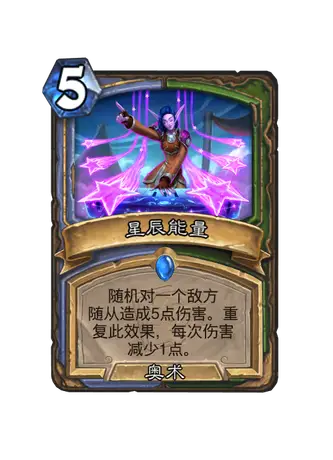 5
星辰能量
随机对一个敌方
随从造成5点伤害。重
复此效果，每次伤害
减少1点。
奥术